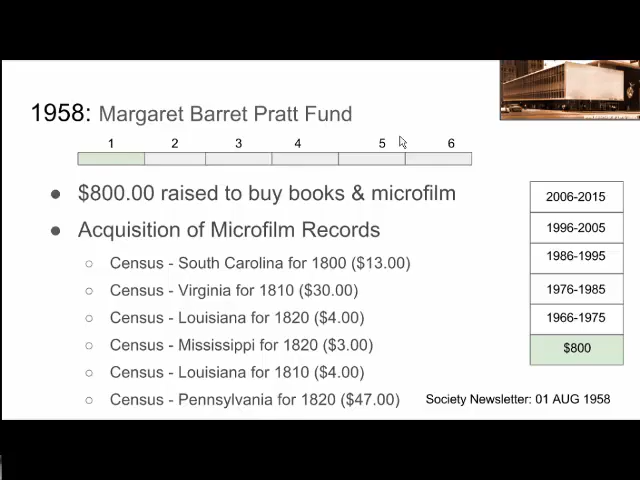 1958: Margaret Barret Pratt Fund
1 2 3 4 5 6
● $800.00 raised to buy books & microfilm
● Acquisition of Microfilm Records
○ Census - South Carolina for 1800 ($13.00)
○ Census - Virginia for 1810 ($30.00)
○ Census - Louisiana for 1820 ($4.00)
○ Census - Mississippi for 1820 ($3.00)
○ Census - Louisiana for 1810 ($4.00)
○ Census - Pennsylvania for 1820 ($47.00)
2006-2015
1996-2005
1986-1995
1976-1985
1966-1975
$800
Society Newsletter: 01 AUG 1958